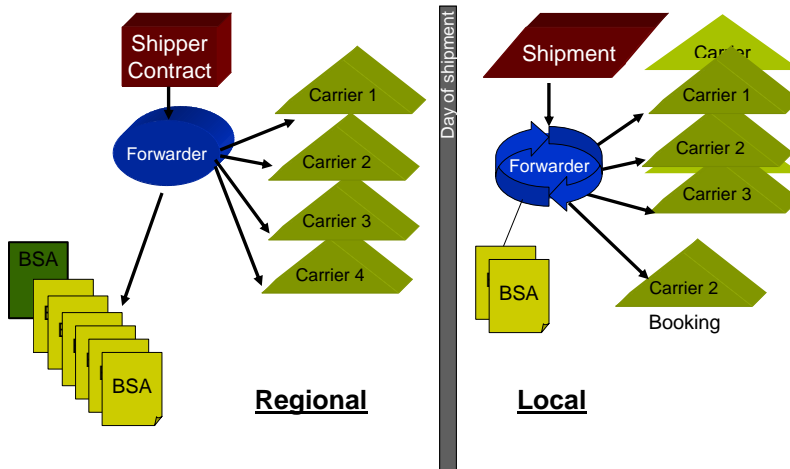 Shipper
Contract
Forwarder
Carrier 1
Carrier 2
Carrier 3
Carrier 4
BSA
BSA
Regional
Day of shipment
Shipment
Carrier
Carrier 1
Forwarder
Carrier 2
Carrier 3
BSA
Carrier 2
Booking
Local